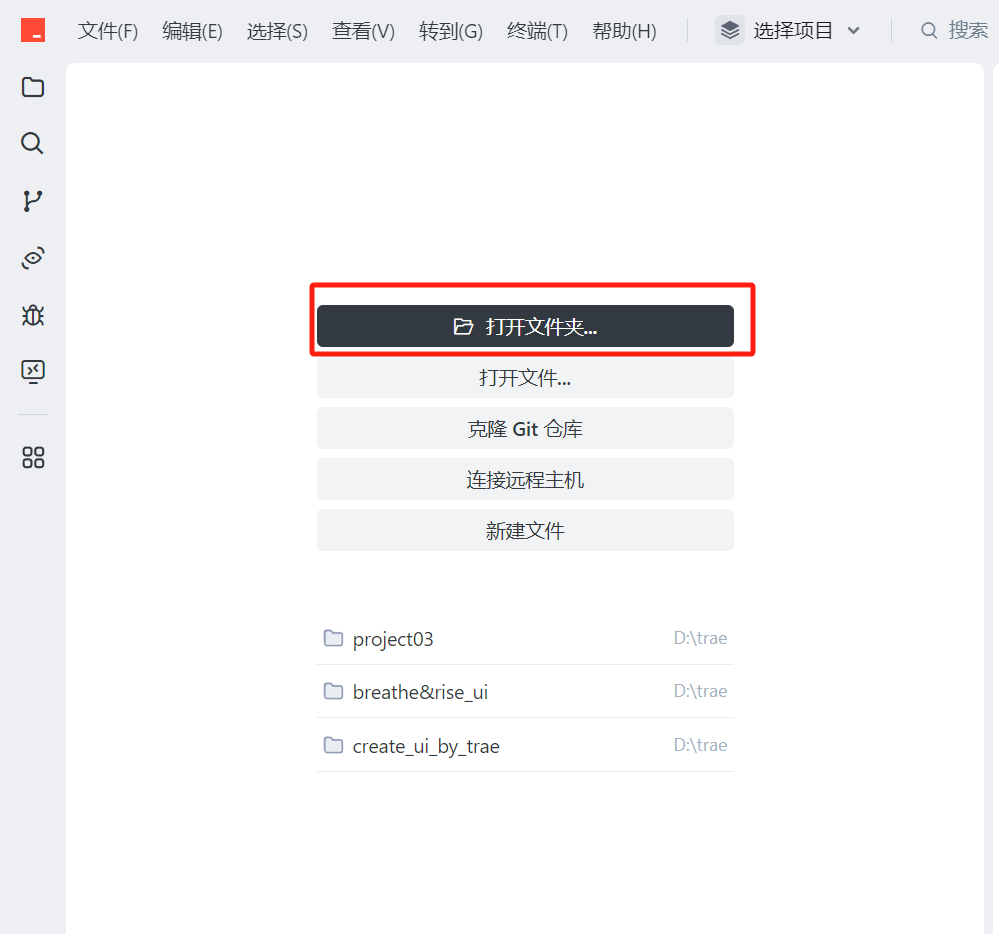 文件(F) 编辑(E) 选择(S) 查看(V) 转到(G) 终端(T) 帮助(H) 选择项目 搜索
打开文件夹...
打开文件...
克隆 Git 仓库
连接远程主机
新建文件
project03 D:\trae
breathe&rise_ui D:\trae
create_ui_by_trae D:\trae